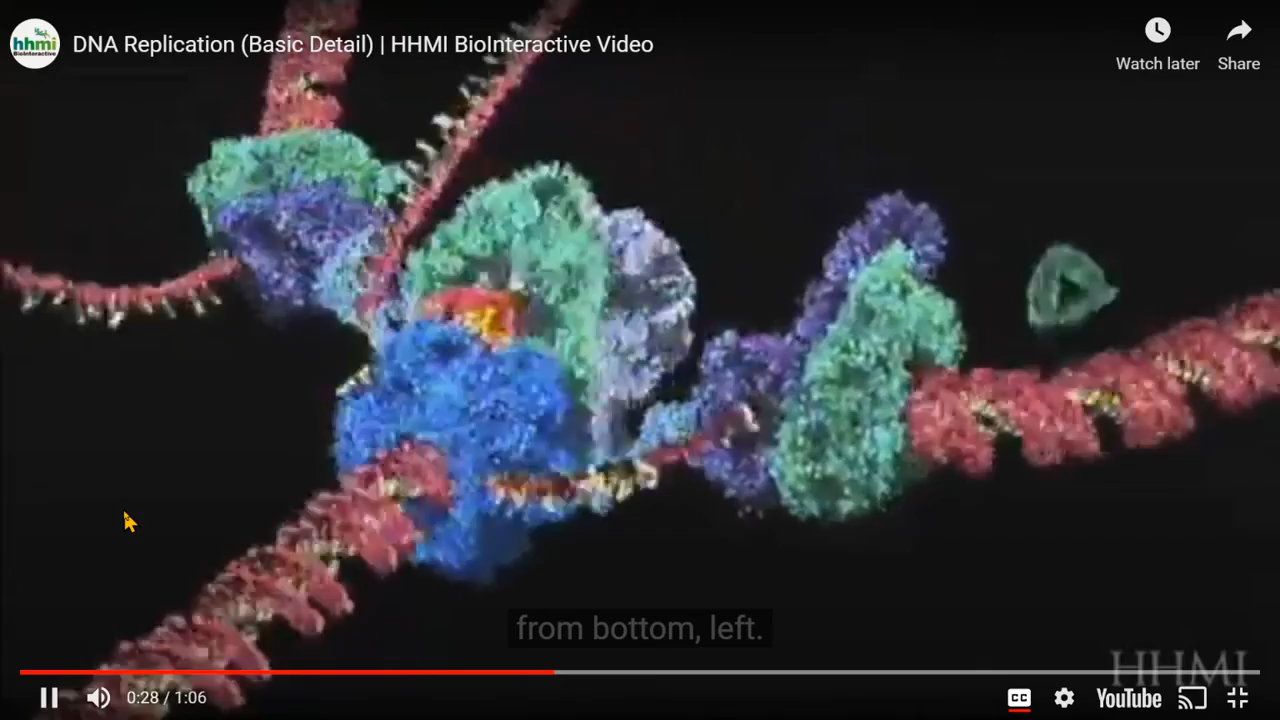 hhmi
BioInteractive
DNA Replication (Basic Detail) | HHMI BioInteractive Video
Watch later
Share
from bottom, left.
HHMI
0:28 / 1:06
CC
YouTube